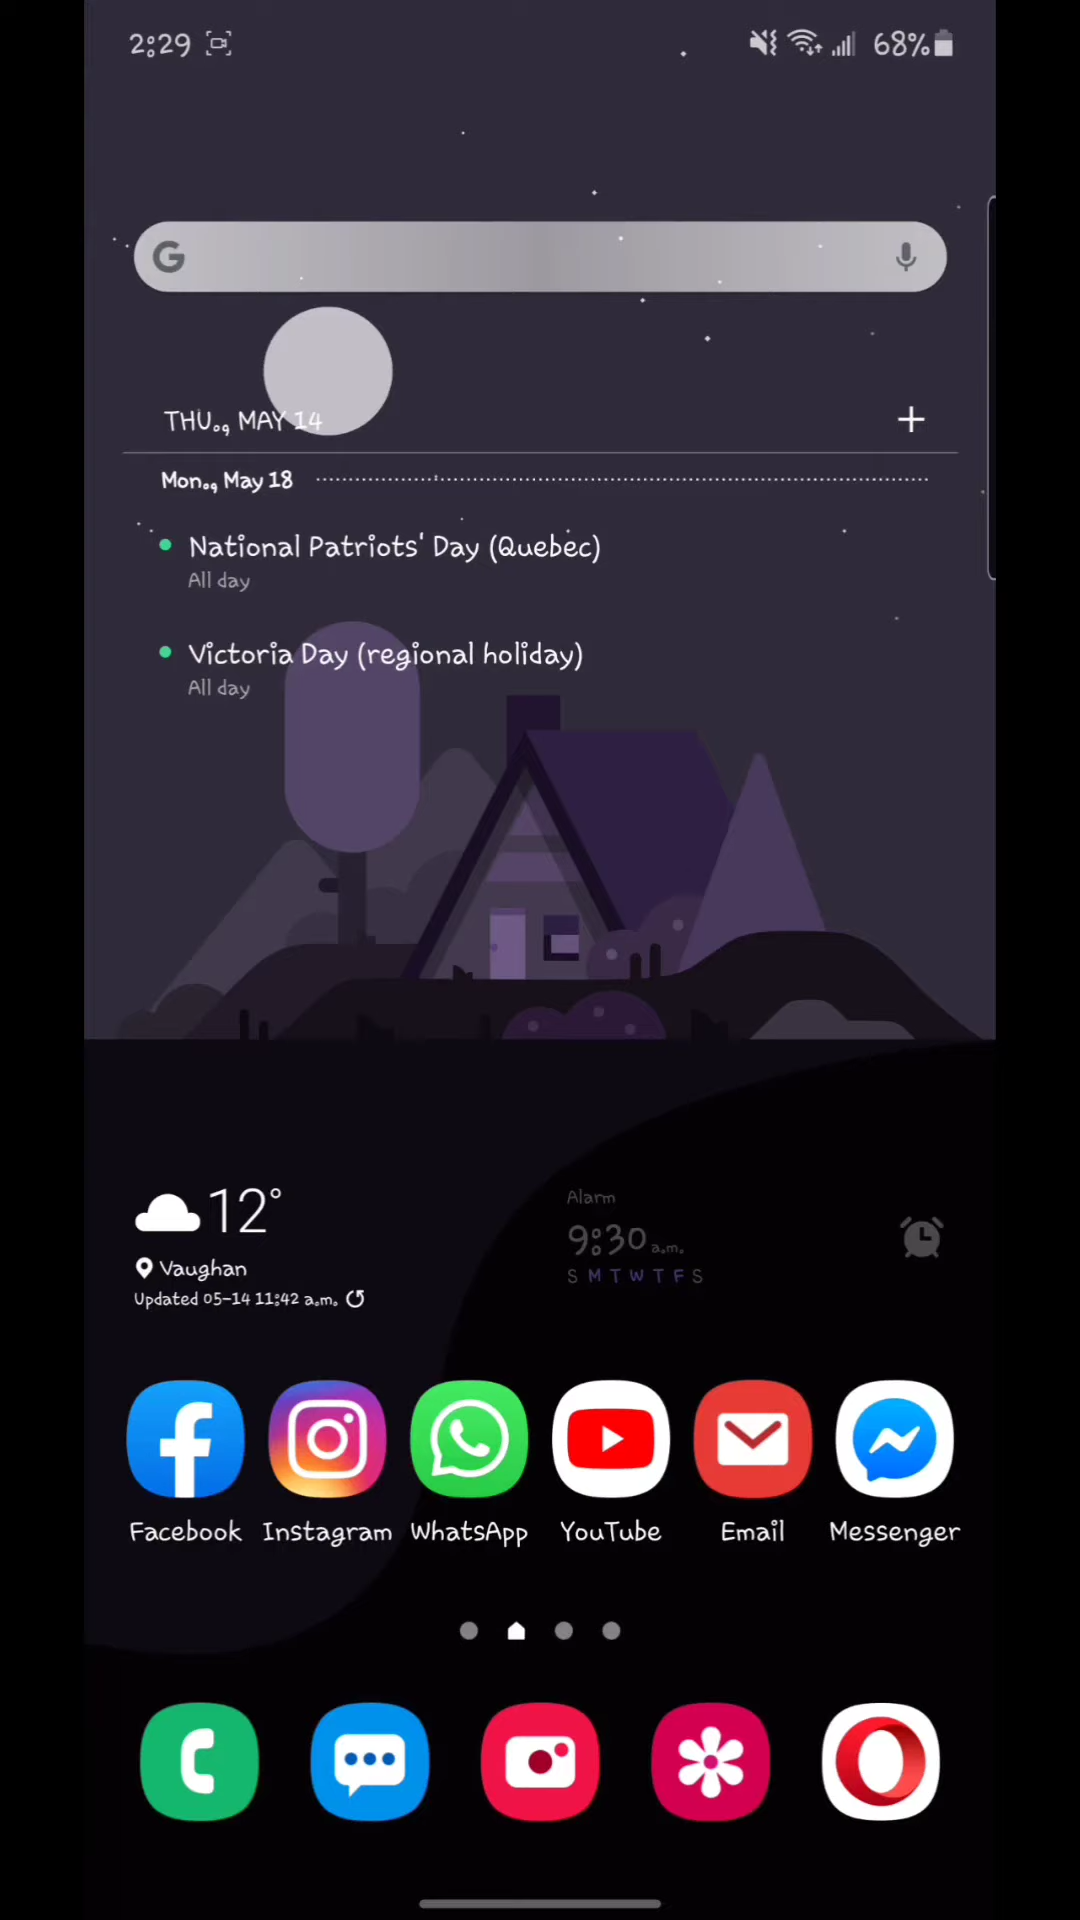 2:29
68%
G
THU., MAY 14
+
Mon., May 18
National Patriots' Day (Quebec)
All day
Victoria Day (regional holiday)
All day
12°
Vaughan
Updated 05-14 11:42 a.m.
Alarm
9:30 a.m.
S M T W T F S
Facebook Instagram WhatsApp YouTube Email Messenger